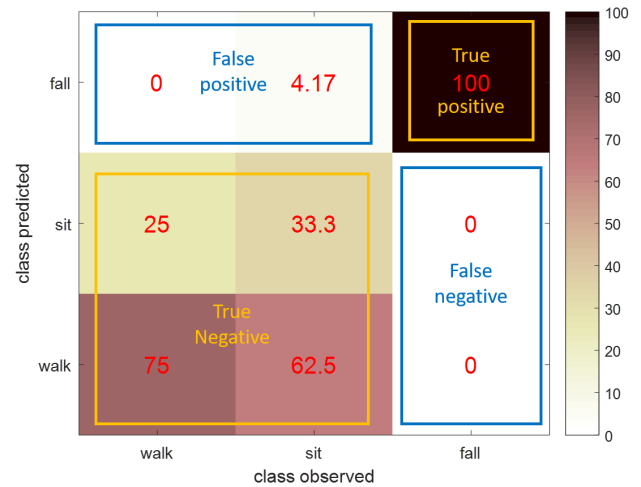 False
positive
True
positive
fall
0
4.17
100
sit
25
33.3
0
False
negative
True
Negative
walk
75
62.5
0
walk
sit
fall
class observed
class predicted
100
90
80
70
60
50
40
30
20
10
0